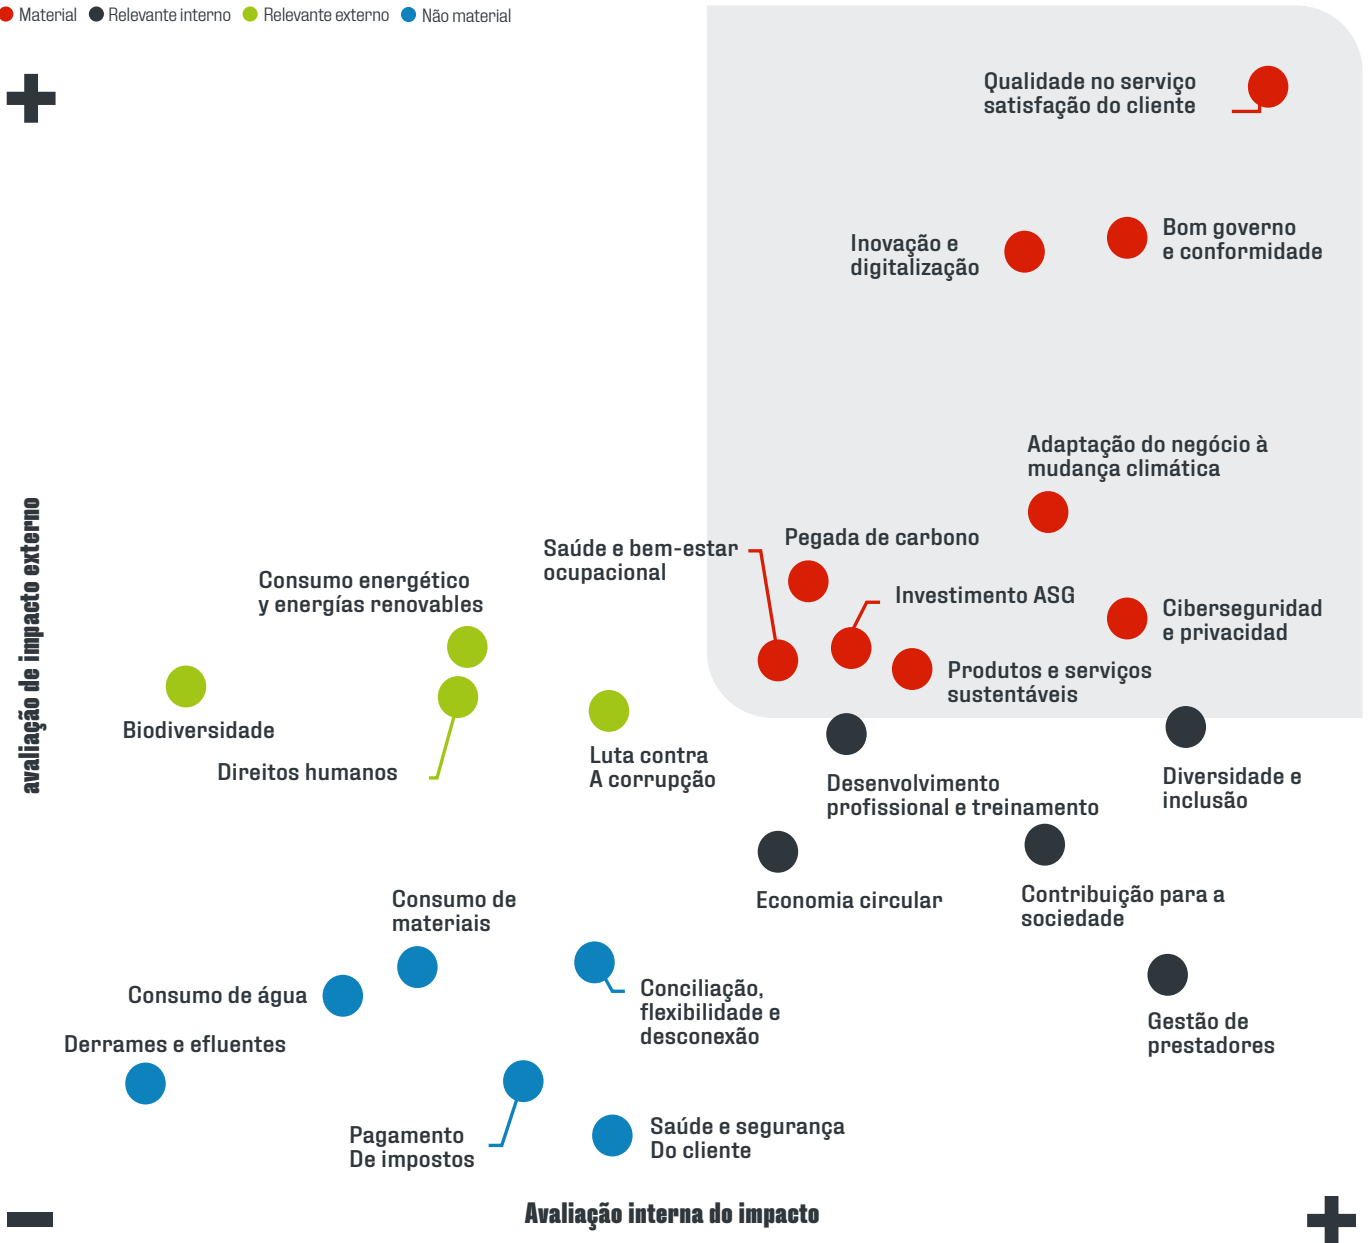 Material Relevante interno Relevante externo Não material
Qualidade no serviço
satisfação do cliente
Bom governo
e conformidade
Inovação e
digitalização
Adaptação do negócio à
mudança climática
Pegada de carbono
Saúde e bem-estar
ocupacional
Investimento ASG
Ciberseguridad
e privacidad
Produtos e serviços
sustentáveis
Consumo energético
y energías renovables
Biodiversidade
Direitos humanos
Luta contra
A corrupção
Desenvolvimento
profissional e treinamento
Diversidade e
inclusão
avaliação de impacto externo
Economia circular
Contribuição para a
sociedade
Consumo de
materiais
Consumo de água
Conciliação,
flexibilidade e
desconexão
Gestão de
prestadores
Derrames e efluentes
Pagamento
De impostos
Saúde e segurança
Do cliente
Avaliação interna do impacto